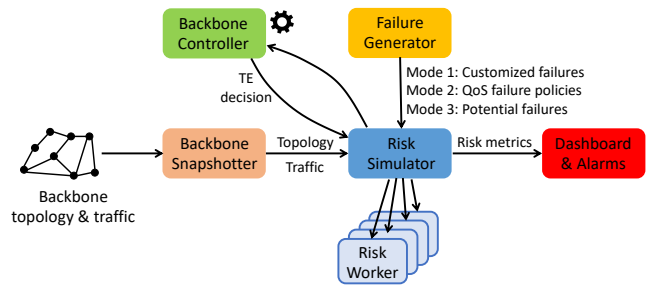 Backbone
Controller
Failure
Generator
TE
decision
Mode 1: Customized failures
Mode 2: QoS failure policies
Mode 3: Potential failures
Backbone
Snapshotter
Topology
Traffic
Risk
Simulator
Risk metrics
Dashboard
& Alarms
Backbone
topology & traffic
Risk
Worker